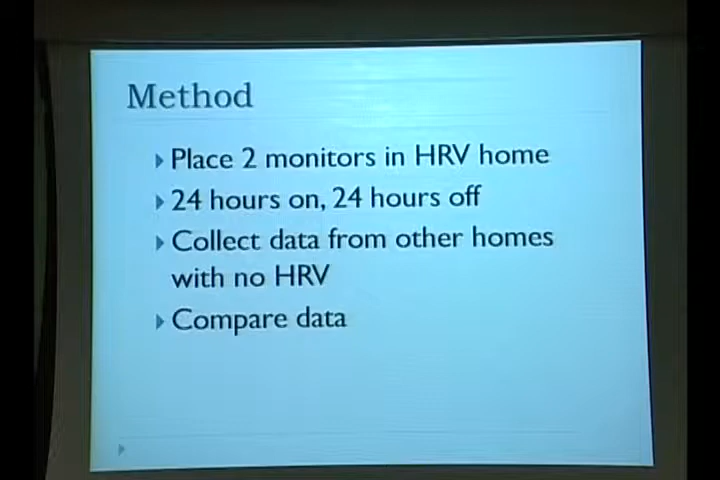 Method
Place 2 monitors in HRV home
24 hours on, 24 hours off
Collect data from other homes
with no HRV
Compare data